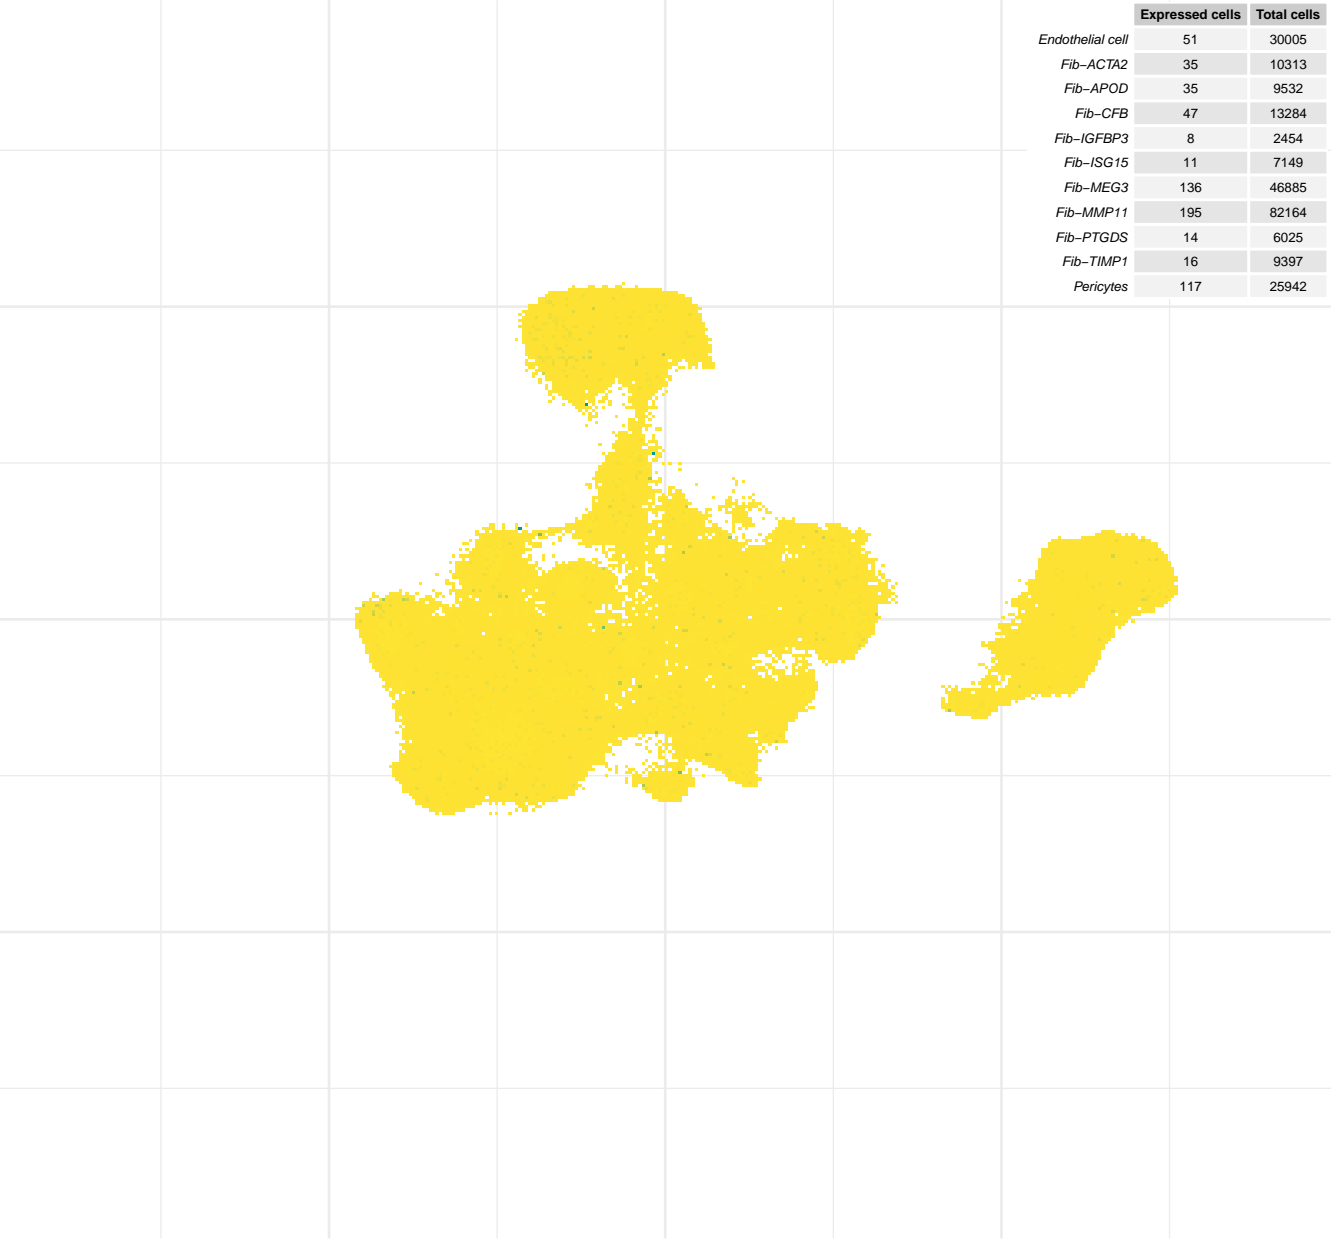 Expressed cells Total cells
Endothelial cell 51 30005
Fib−ACTA2 35 10313
Fib−APOD 35 9532
Fib−CFB 47 13284
Fib−IGFBP3 8 2454
Fib−ISG15 11 7149
Fib−MEG3 136 46885
Fib−MMP11 195 82164
Fib−PTGDS 14 6025
Fib−TIMP1 16 9397
Pericytes 117 25942